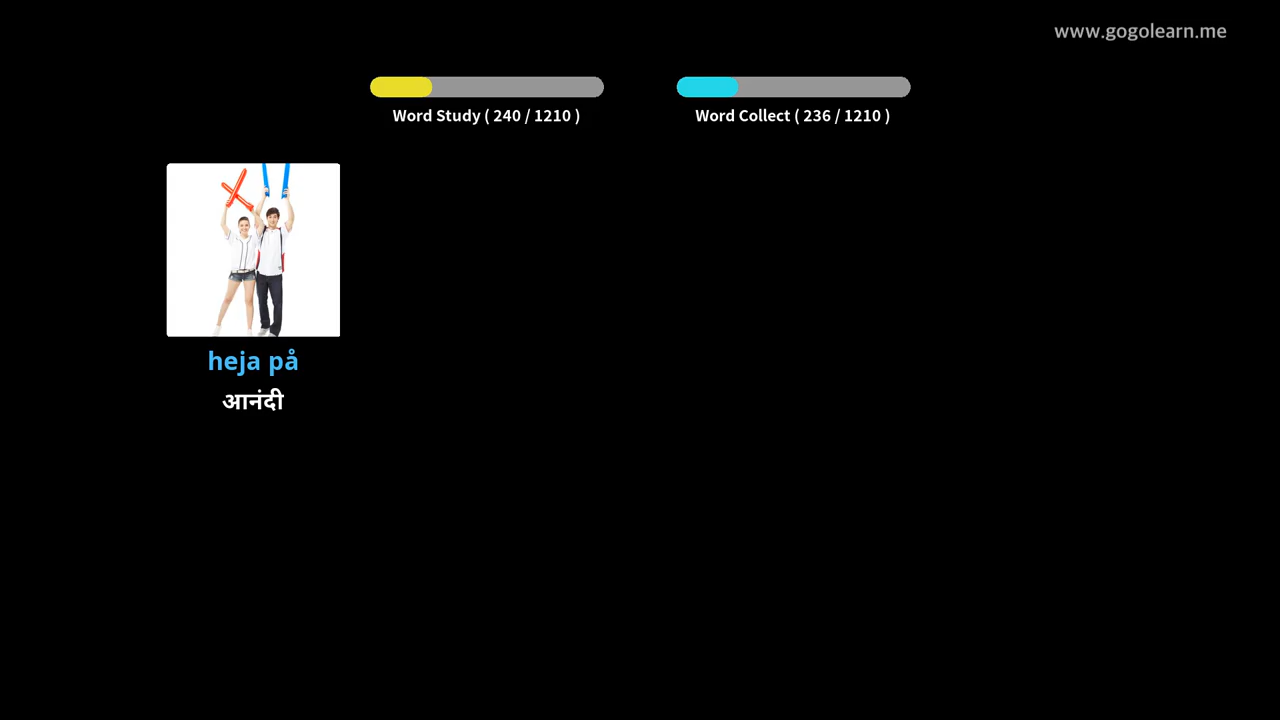 www.gogolearn.me
Word Study ( 240 / 1210 )
Word Collect ( 236 / 1210 )
heja på
आनंदी